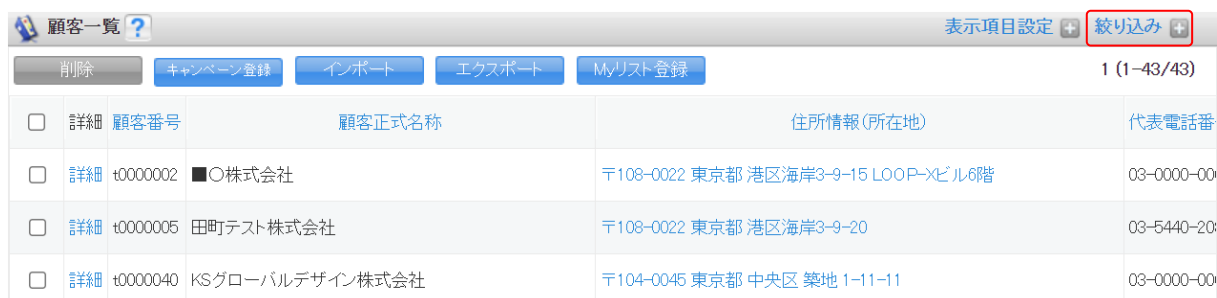 顧客一覧 ? 表示項目設定 絞り込み
削除 キャンペーン登録 インポート エクスポート Myリスト登録 1 (1-43/43)
詳細 顧客番号 顧客正式名称 住所情報(所在地) 代表電話番
詳細 t0000002 ■〇株式会社 〒108-0022 東京都 港区海岸3-9-15 LOOP-Xビル6階 03-0000-00
詳細 t0000005 田町テスト株式会社 〒108-0022 東京都 港区海岸3-9-20 03-5440-20
詳細 t0000040 KSグローバルデザイン株式会社 〒104-0045 東京都 中央区 築地 1-11-11 03-0000-00